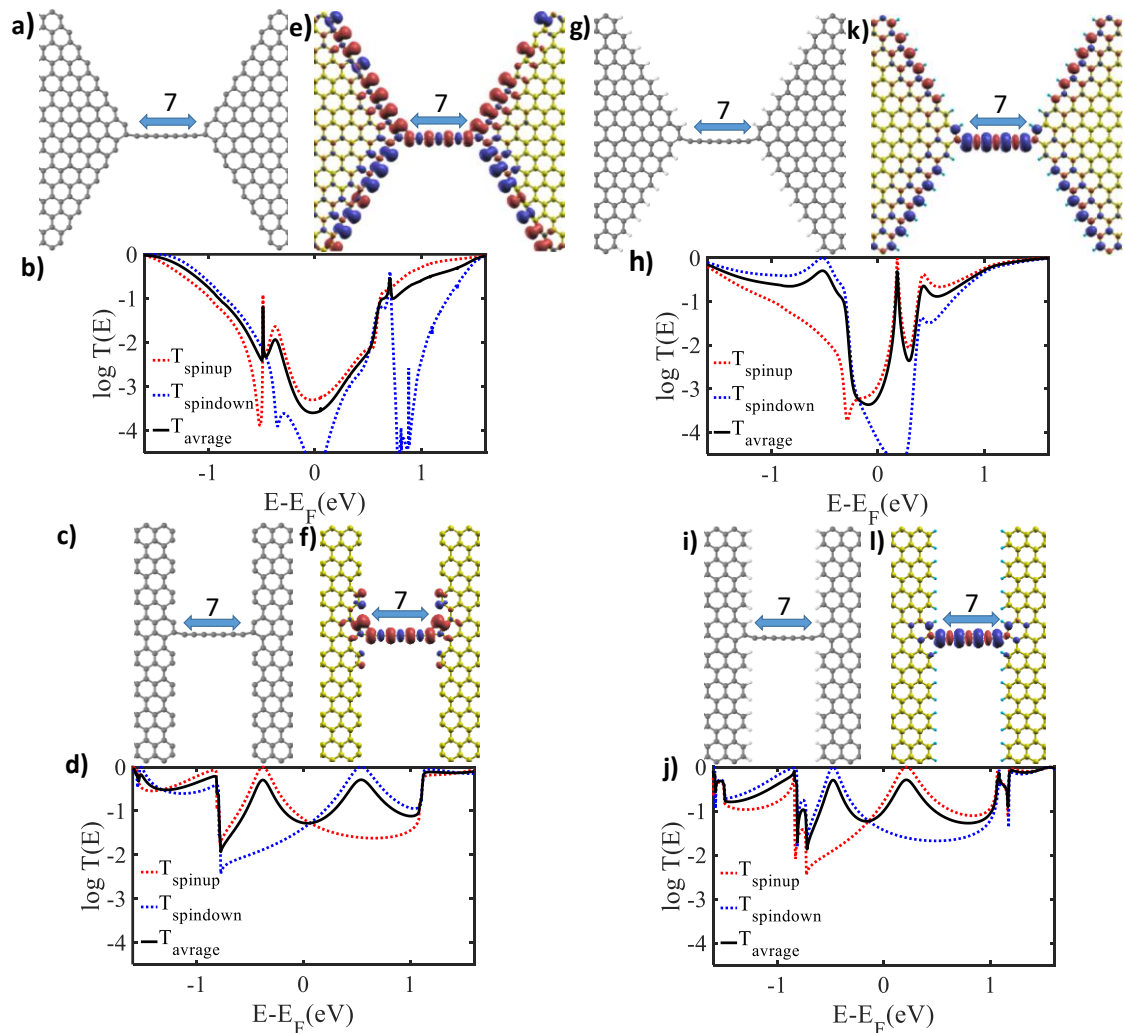 a)
7
e)
7
g)
7
k)
7
b)
0
-1
-2
-3
-4
log T(E)
T_spinup
T_spindown
T_avrage
-1
0
1
E-E_F(eV)
h)
0
-1
-2
-3
-4
log T(E)
T_spinup
T_spindown
T_avrage
-1
0
1
E-E_F(eV)
c)
7
f)
7
i)
7
l)
7
d)
0
-1
-2
-3
-4
log T(E)
T_spinup
T_spindown
T_avrage
-1
0
1
E-E_F(eV)
j)
0
-1
-2
-3
-4
log T(E)
T_spinup
T_spindown
T_avrage
-1
0
1
E-E_F(eV)